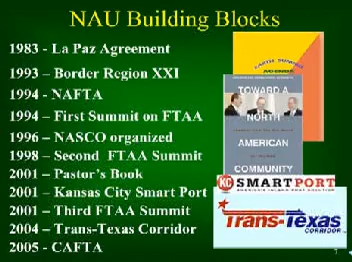 NAU Building Blocks
1983 - La Paz Agreement
1993 – Border Region XXI
1994 - NAFTA
1994 – First Summit on FTAA
1996 – NASCO organized
1998 – Second FTAA Summit
2001 – Pastor's Book
2001 – Kansas City Smart Port
2001 – Third FTAA Summit
2004 – Trans-Texas Corridor
2005 - CAFTA
TOWARD A
NORTH
AMERICAN
COMMUNITY
KC SMARTPORT
Trans-Texas
CORRIDOR